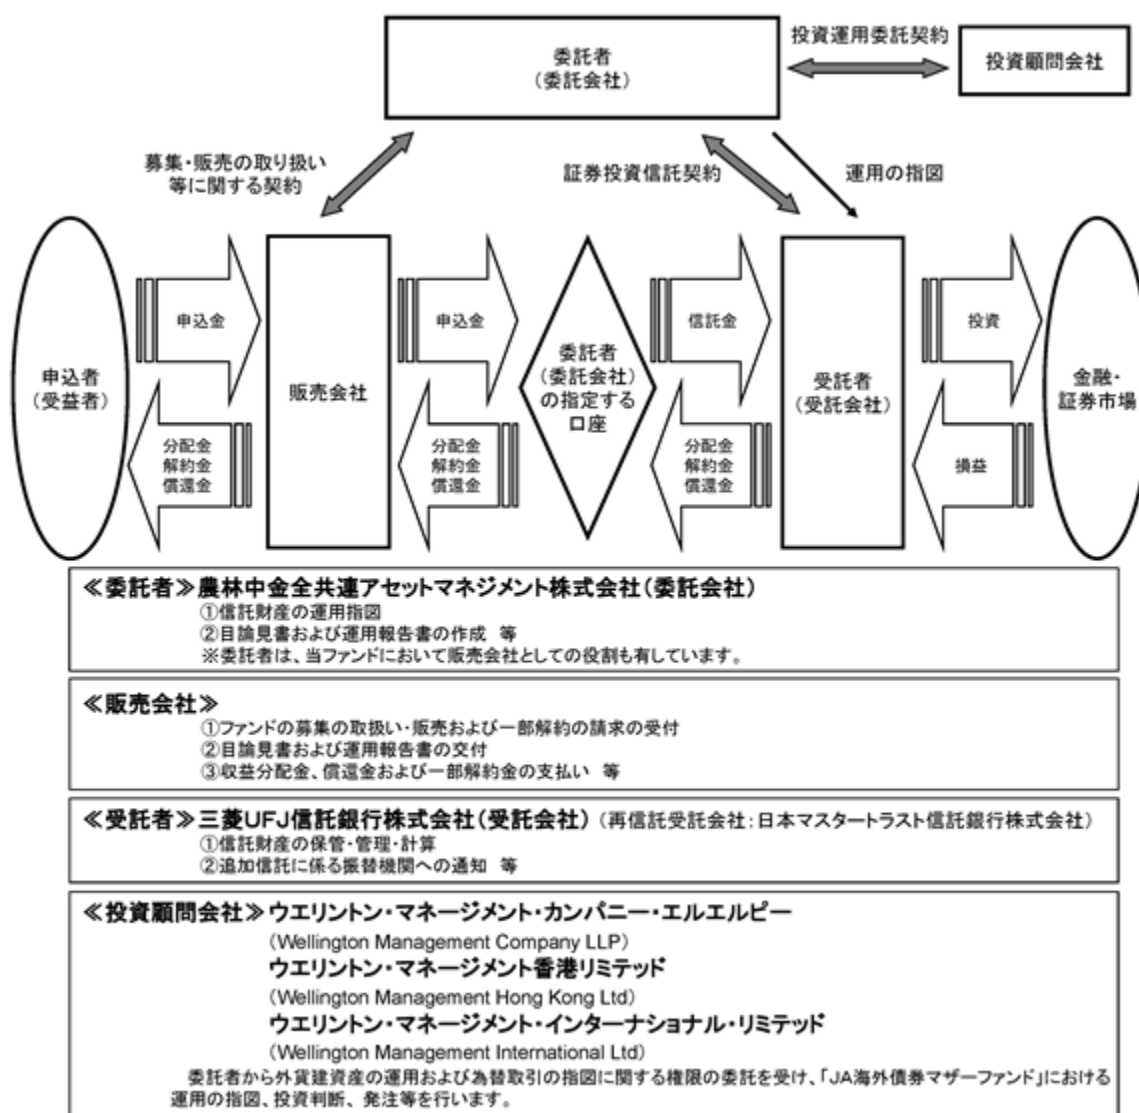 委託者
(委託会社)
投資運用委託契約
投資顧問会社
募集・販売の取り扱い
等に関する契約
証券投資信託契約
運用の指図
申込者
(受益者)
申込金
分配金
解約金
償還金
販売会社
申込金
分配金
解約金
償還金
委託者
(委託会社)
の指定する
口座
信託金
分配金
解約金
償還金
受託者
(受託会社)
投資
損益
金融・
証券市場
≪委託者≫農林中金全共連アセットマネジメント株式会社(委託会社)
①信託財産の運用指図
②目論見書および運用報告書の作成 等
※委託者は、当ファンドにおいて販売会社としての役割も有しています。
≪販売会社≫
①ファンドの募集の取扱い・販売および一部解約の請求の受付
②目論見書および運用報告書の交付
③収益分配金、償還金および一部解約金の支払い 等
≪受託者≫三菱UFJ信託銀行株式会社(受託会社) (再信託受託会社:日本マスタートラスト信託銀行株式会社)
①信託財産の保管・管理・計算
②追加信託に係る振替機関への通知 等
≪投資顧問会社≫ウエリントン・マネージメント・カンパニー・エルエルピー
(Wellington Management Company LLP)
ウエリントン・マネージメント香港リミテッド
(Wellington Management Hong Kong Ltd)
ウエリントン・マネージメント・インターナショナル・リミテッド
(Wellington Management International Ltd)
委託者から外貨建資産の運用および為替取引の指図に関する権限の委託を受け、「JA海外債券マザーファンド」における
運用の指図、投資判断、発注等を行います。